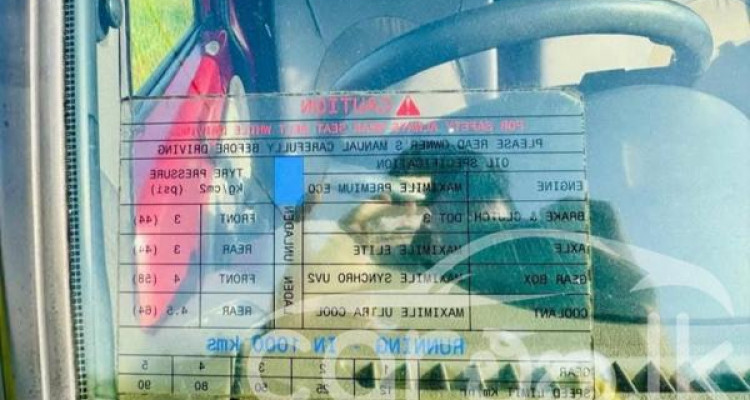 CAUTION
FOR SAFETY ALWAYS WEAR SEAT BELT WHILE DRIVING
PLEASE READ OWNER'S MANUAL CAREFULLY BEFORE DRIVING
OIL SPECIFICATION
TYRE PRESSURE
kg/cm2 (psi)
ENGINE MAXIMILE PREMIUM ECO
BRAKE & CLUTCH: DOT 3 UNLADEN FRONT 3 (44)
AXLE MAXIMILE ELITE REAR 3 (44)
GEAR BOX MAXIMILE SYNCHRO UV2 LADEN FRONT 4 (58)
COOLANT MAXIMILE ULTRA COOL REAR 4.5 (64)
RUNNING - IN 1000 kms
GEAR 1 2 3 4 5
SPEED LIMIT Km/hr 12 25 50 80 90